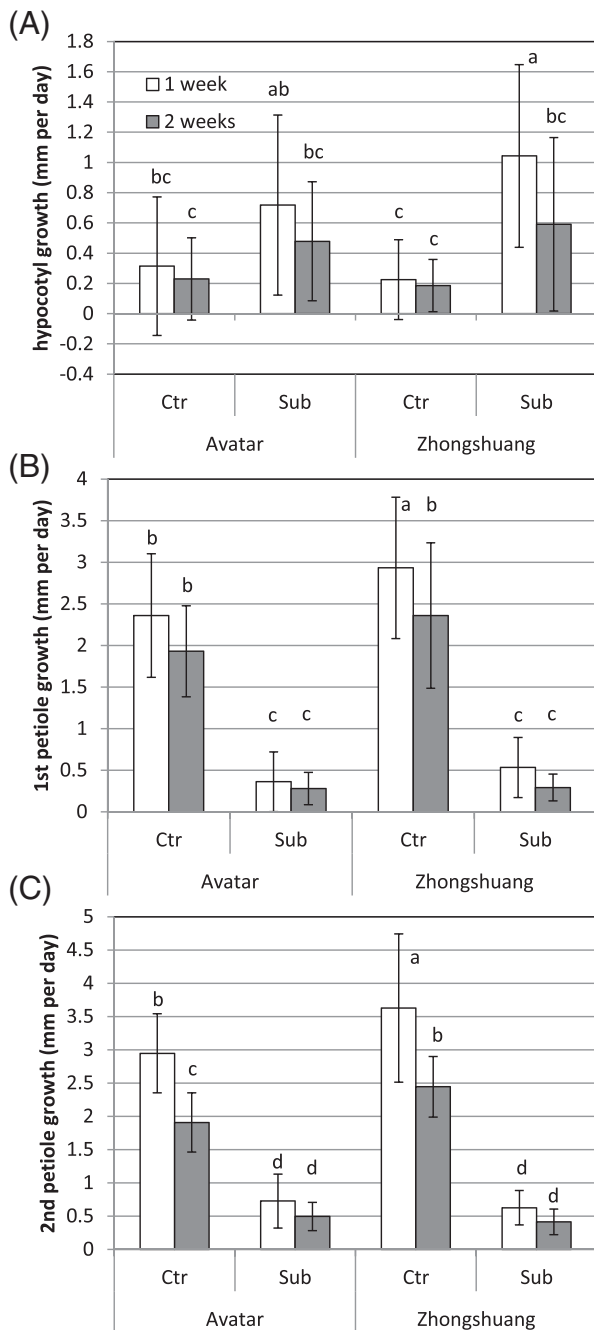 (A)
hypocotyl growth (mm per day)
1.8
1.6
1.4
1.2
1
0.8
0.6
0.4
0.2
0
-0.2
-0.4
1 week
2 weeks
bc
c
ab
bc
c
c
a
bc
Ctr Sub Ctr Sub
Avatar Zhongshuang
(B)
1st petiole growth (mm per day)
4
3.5
3
2.5
2
1.5
1
0.5
0
b
b
c
c
a
b
c
c
Ctr Sub Ctr Sub
Avatar Zhongshuang
(C)
2nd petiole growth (mm per day)
5
4.5
4
3.5
3
2.5
2
1.5
1
0.5
0
b
c
d
d
a
b
d
d
Ctr Sub Ctr Sub
Avatar Zhongshuang